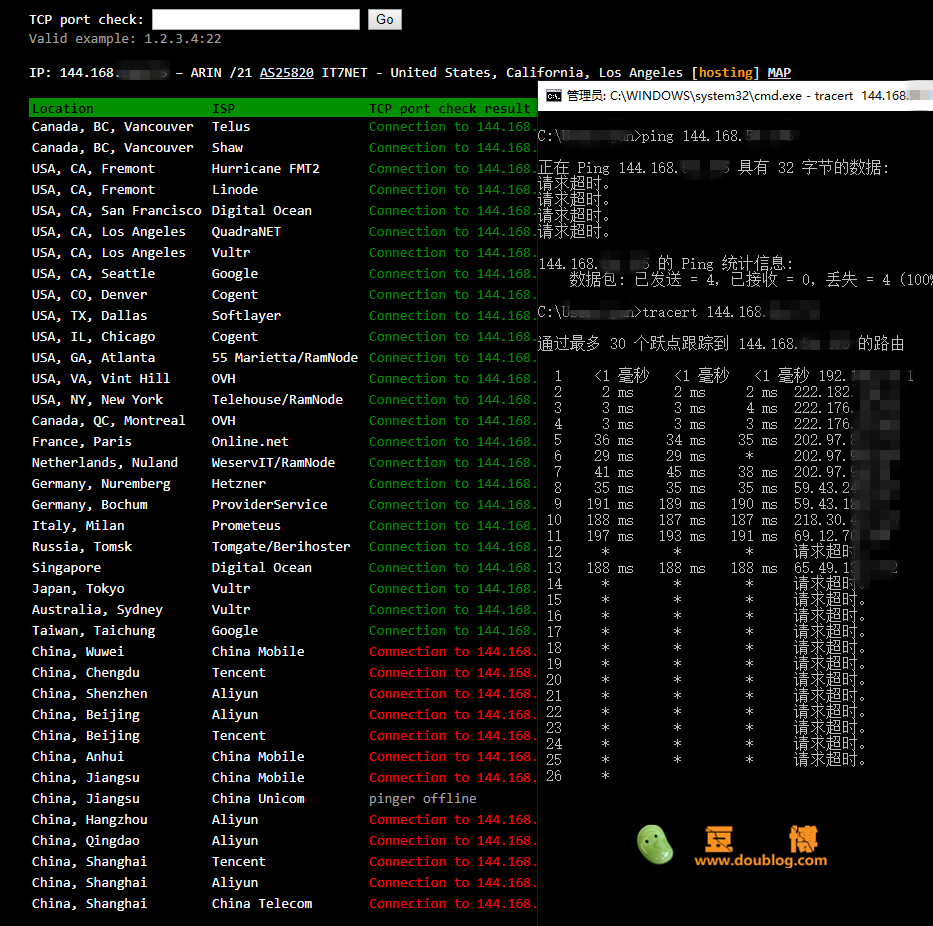 TCP port check: Go
Valid example: 1.2.3.4:22
IP: 144.168. – ARIN /21 AS25820 IT7NET - United States, California, Los Angeles [hosting] MAP
Location ISP TCP port check result
Canada, BC, Vancouver Telus Connection to 144.168.
Canada, BC, Vancouver Shaw Connection to 144.168.
USA, CA, Fremont Hurricane FMT2 Connection to 144.168.
USA, CA, Fremont Linode Connection to 144.168.
USA, CA, San Francisco Digital Ocean Connection to 144.168.
USA, CA, Los Angeles QuadraNET Connection to 144.168.
USA, CA, Los Angeles Vultr Connection to 144.168.
USA, CA, Seattle Google Connection to 144.168.
USA, CO, Denver Cogent Connection to 144.168.
USA, TX, Dallas Softlayer Connection to 144.168.
USA, IL, Chicago Cogent Connection to 144.168.
USA, GA, Atlanta 55 Marietta/RamNode Connection to 144.168.
USA, VA, Vint Hill OVH Connection to 144.168.
USA, NY, New York Telehouse/RamNode Connection to 144.168.
Canada, QC, Montreal OVH Connection to 144.168.
France, Paris Online.net Connection to 144.168.
Netherlands, Nuland WeservIT/RamNode Connection to 144.168.
Germany, Nuremberg Hetzner Connection to 144.168.
Germany, Bochum ProviderService Connection to 144.168.
Italy, Milan Prometeus Connection to 144.168.
Russia, Tomsk Tomgate/Berihoster Connection to 144.168.
Singapore Digital Ocean Connection to 144.168.
Japan, Tokyo Vultr Connection to 144.168.
Australia, Sydney Vultr Connection to 144.168.
Taiwan, Taichung Google Connection to 144.168.
China, Wuwei China Mobile Connection to 144.168.
China, Chengdu Tencent Connection to 144.168.
China, Shenzhen Aliyun Connection to 144.168.
China, Beijing Aliyun Connection to 144.168.
China, Beijing Tencent Connection to 144.168.
China, Anhui China Mobile Connection to 144.168.
China, Jiangsu China Mobile Connection to 144.168.
China, Jiangsu China Unicom pinger offline
China, Hangzhou Aliyun Connection to 144.168.
China, Qingdao Aliyun Connection to 144.168.
China, Shanghai Tencent Connection to 144.168.
China, Shanghai Aliyun Connection to 144.168.
China, Shanghai China Telecom Connection to 144.168.
管理员: C:\WINDOWS\system32\cmd.exe - tracert 144.168.
>ping 144.168.
正在 Ping 144.168. 具有 32 字节的数据:
请求超时。
请求超时。
请求超时。
请求超时。
144.168. 的 Ping 统计信息:
数据包: 已发送 = 4，已接收 = 0，丢失 = 4 (100%
>tracert 144.168.
通过最多 30 个跃点跟踪到 144.168. 的路由
1 <1 毫秒 <1 毫秒 <1 毫秒 192.
2 2 ms 2 ms 2 ms 222.182.
3 3 ms 3 ms 4 ms 222.176.
4 3 ms 3 ms 3 ms 222.176.
5 36 ms 34 ms 35 ms 202.97.
6 29 ms 29 ms * 202.97.
7 41 ms 45 ms 38 ms 202.97.
8 35 ms 35 ms 35 ms 59.43.
9 191 ms 189 ms 190 ms 59.43.
10 188 ms 187 ms 187 ms 218.30.
11 197 ms 193 ms 191 ms 69.12.
12 * * * 请求超时
13 188 ms 188 ms 188 ms 65.49.
14 * * * 请求超时。
15 * * * 请求超时。
16 * * * 请求超时。
17 * * * 请求超时。
18 * * * 请求超时。
19 * * * 请求超时。
20 * * * 请求超时。
21 * * * 请求超时。
22 * * * 请求超时。
23 * * * 请求超时。
24 * * * 请求超时。
25 * * * 请求超时。
26 *
豆 博
www.doublog.com